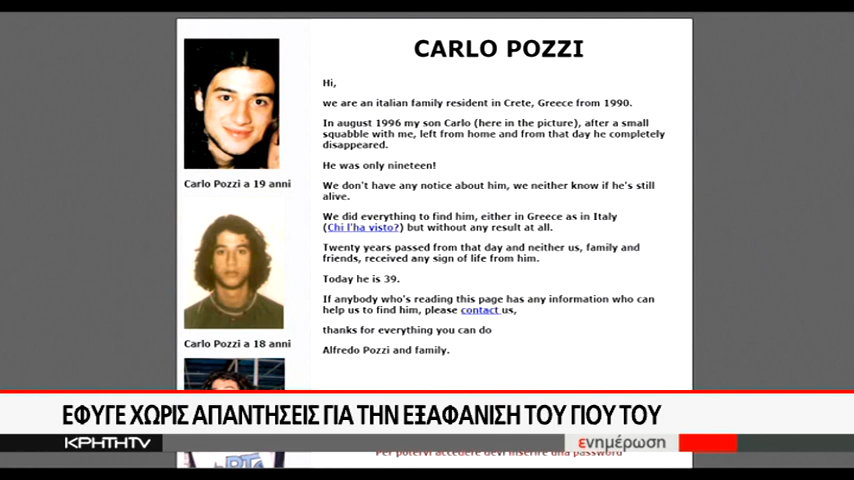 CARLO POZZI
Hi,
we are an italian family resident in Crete, Greece from 1990.
In august 1996 my son Carlo (here in the picture), after a small
squabble with me, left from home and from that day he completely
disappeared.
He was only nineteen!
We don't have any notice about him, we neither know if he's still
alive.
We did everything to find him, either in Greece as in Italy
(Chi l'ha visto?) but without any result at all.
Twenty years passed from that day and neither us, family and
friends, received any sign of life from him.
Today he is 39.
If anybody who's reading this page has any information who can
help us to find him, please contact us,
thanks for everything you can do
Alfredo Pozzi and family.
Carlo Pozzi a 19 anni
Carlo Pozzi a 18 anni
ΕΦΥΓΕ ΧΩΡΙΣ ΑΠΑΝΤΗΣΕΙΣ ΓΙΑ ΤΗΝ ΕΞΑΦΑΝΙΣΗ ΤΟΥ ΓΙΟΥ ΤΟΥ
ΚΡΗΤΗTV
ενημέρωση
Per potervi accedere devi inserire una password